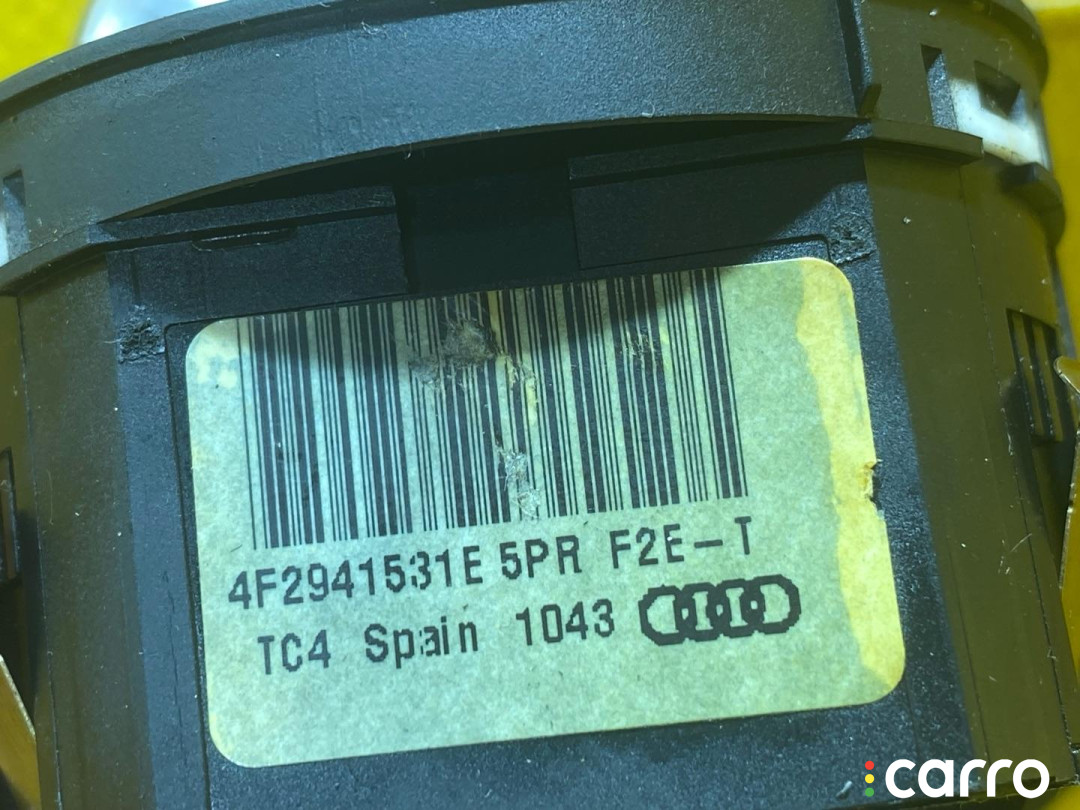 4F2941531E 5PR F2E-T
TC4 Spain 1043
carro